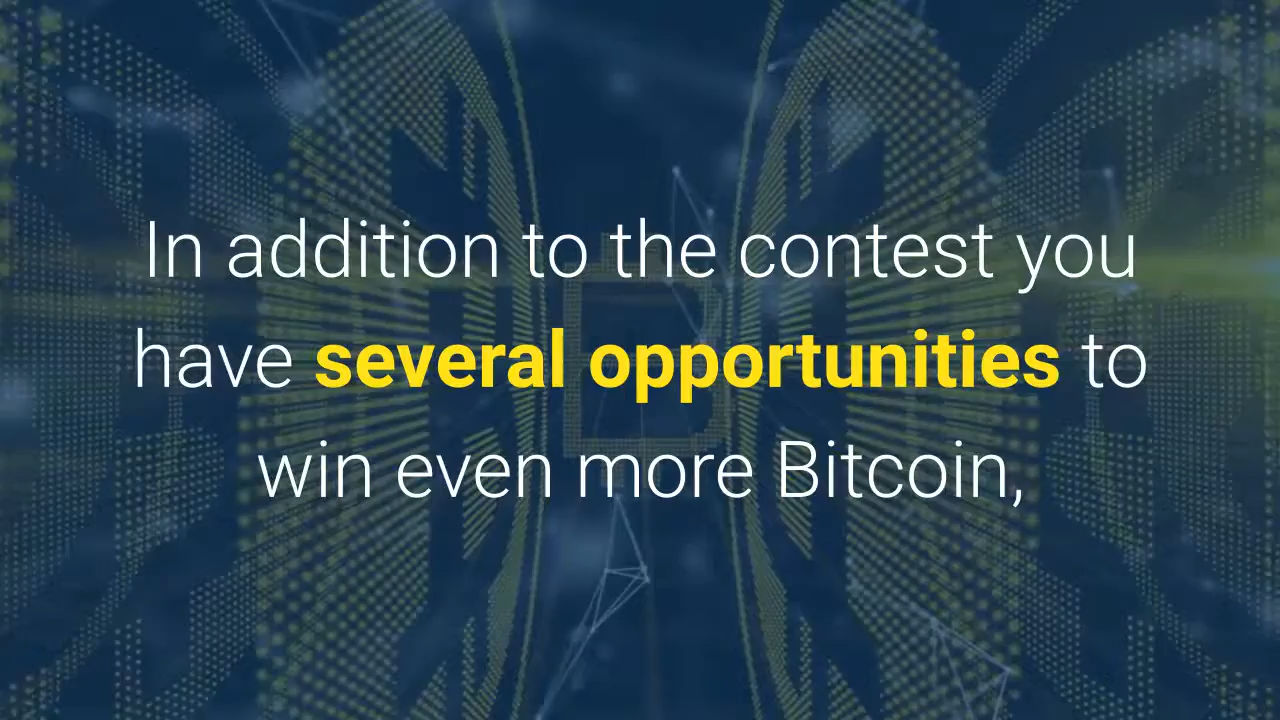 In addition to the contest you
have several opportunities to
win even more Bitcoin,